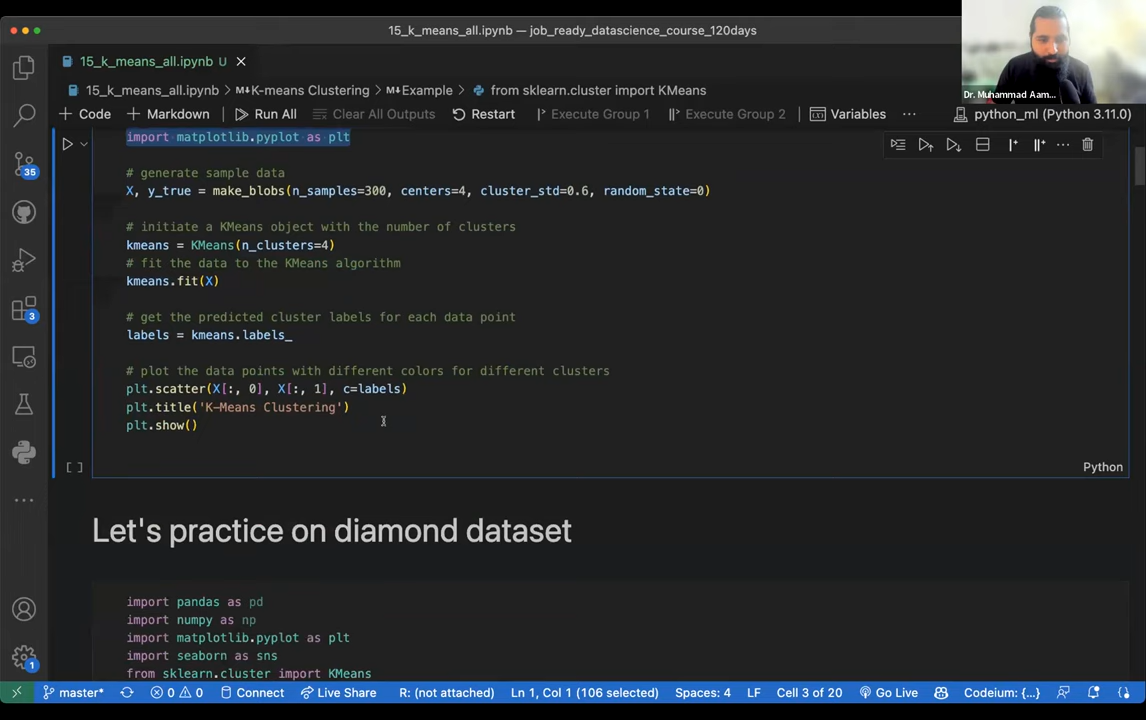 15_k_means_all.ipynb — job_ready_datascience_course_120days
15_k_means_all.ipynb U
15_k_means_all.ipynb > K-means Clustering > Example > from sklearn.cluster import KMeans
Code Markdown Run All Clear All Outputs Restart Execute Group 1 Execute Group 2 Variables ... python_ml (Python 3.11.0)
Dr. Muhammad Aam...
import matplotlib.pyplot as plt
# generate sample data
X, y_true = make_blobs(n_samples=300, centers=4, cluster_std=0.6, random_state=0)
# initiate a KMeans object with the number of clusters
kmeans = KMeans(n_clusters=4)
# fit the data to the KMeans algorithm
kmeans.fit(X)
# get the predicted cluster labels for each data point
labels = kmeans.labels_
# plot the data points with different colors for different clusters
plt.scatter(X[:, 0], X[:, 1], c=labels)
plt.title('K-Means Clustering')
plt.show()
[ ]
Python
Let's practice on diamond dataset
import pandas as pd
import numpy as np
import matplotlib.pyplot as plt
import seaborn as sns
from sklearn.cluster import KMeans
35
3
1
master* 0 0 Connect Live Share R: (not attached) Ln 1, Col 1 (106 selected) Spaces: 4 LF Cell 3 of 20 Go Live Codeium: {...}